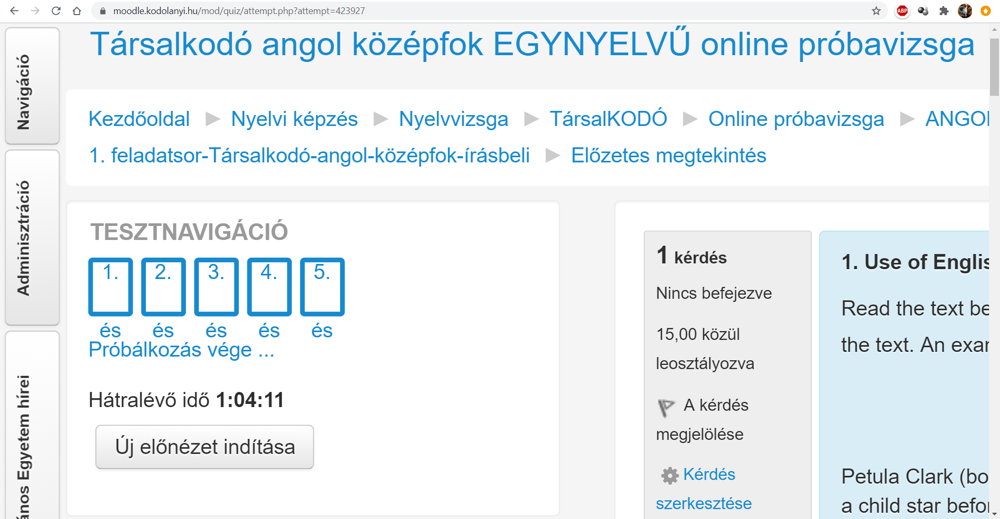 moodle.kodolanyi.hu/mod/quiz/attempt.php?attempt=423927
ABP
Társalkodó angol középfok EGYNYELVŰ online próbavizsga
Navigáció
Adminisztráció
ános Egyetem hírei
Kezdőoldal Nyelvi képzés Nyelvvizsga TársalKODÓ Online próbavizsga
1. feladatsor-Társalkodó-angol-középfok-írásbeli Előzetes megtekintés
TESZTNAVIGÁCIÓ
1. 2. 3. 4. 5.
és és és és és
Próbálkozás vége ...
Hátralévő idő 1:04:11
Új előnézet indítása
1 kérdés
Nincs befejezve
15,00 közül
leosztályozva
A kérdés
megjelölése
Kérdés
szerkesztése
1. Use of Englis
Read the text be
the text. An exar
Petula Clark (bo
a child star befor